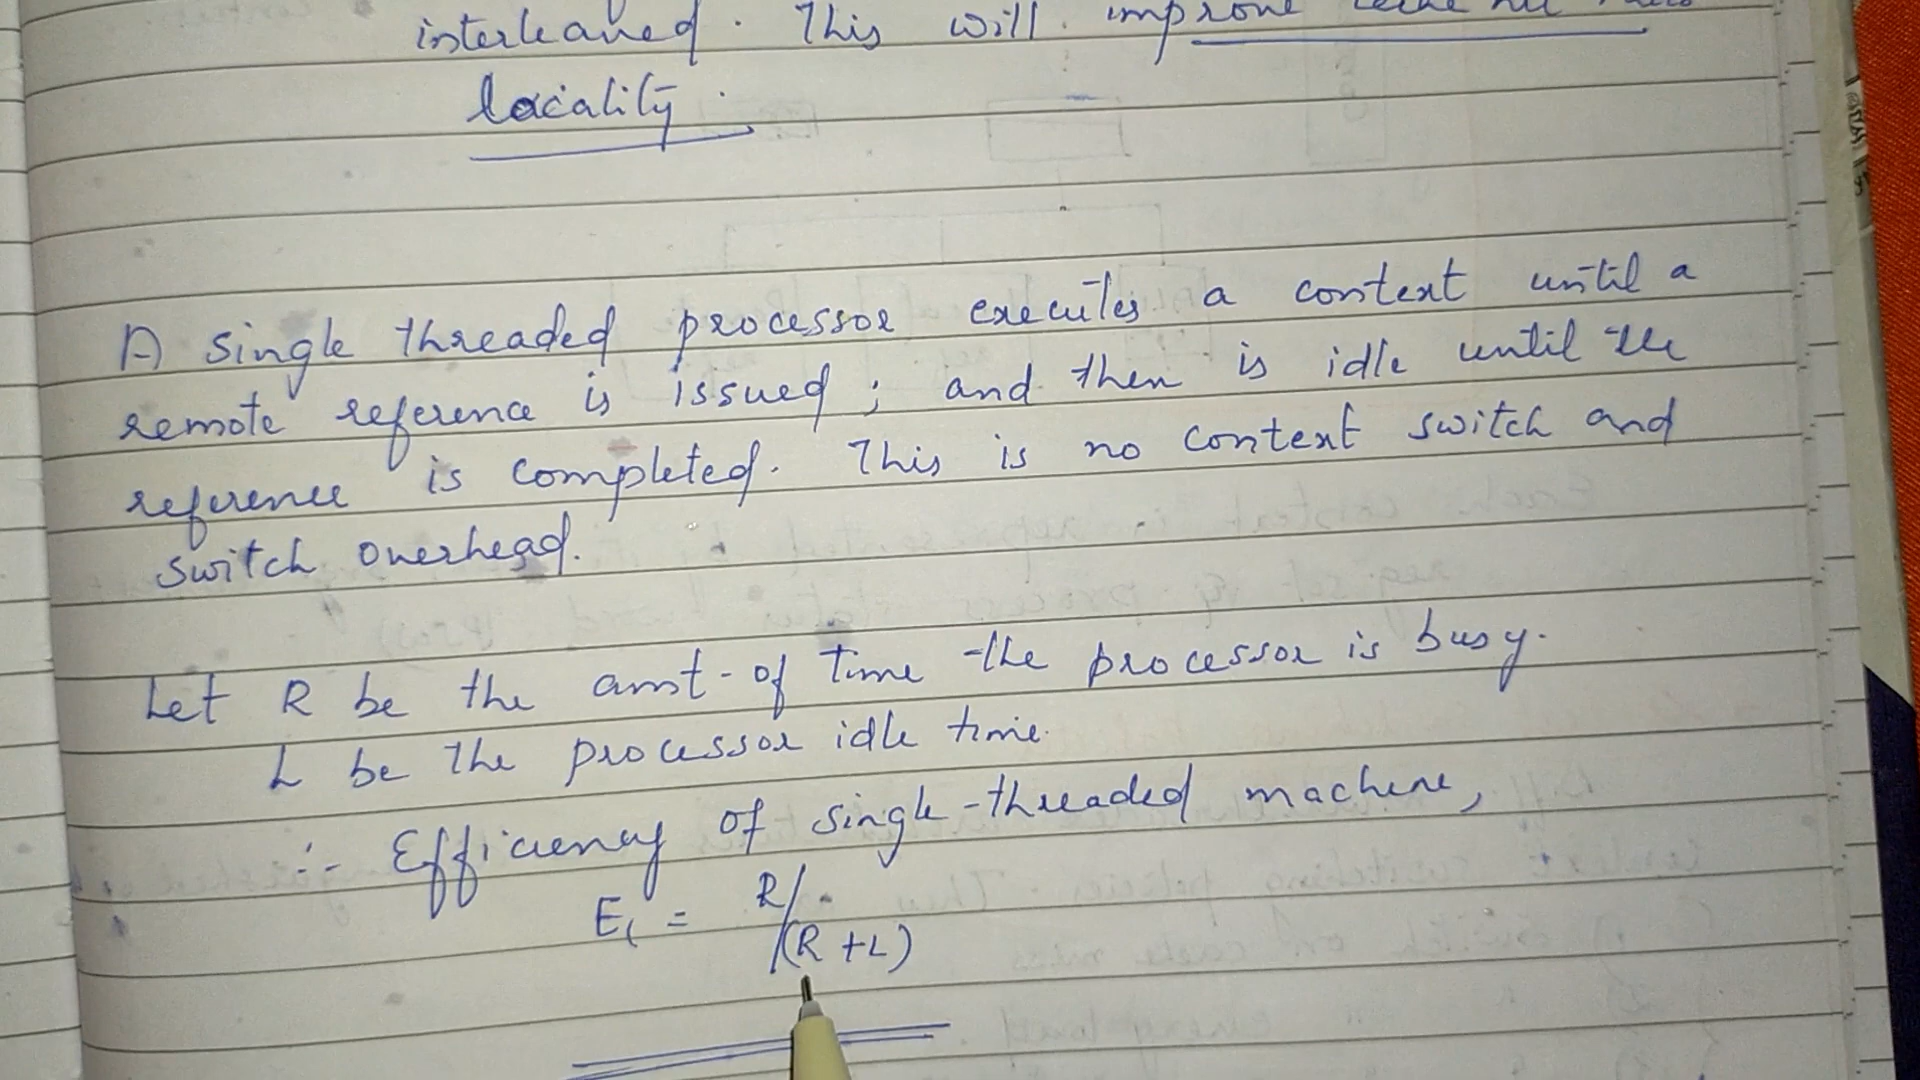 interleaved. This will improve
locality.
A single threaded processor executes a context until a
remote reference is issued; and then is idle until the
reference is completed. This is no context switch and
switch overhead.
Let R be the amt. of time the processor is busy.
L be the processor idle time.
∴ Efficiency of single-threaded machine,
E₁ = R/(R+L)